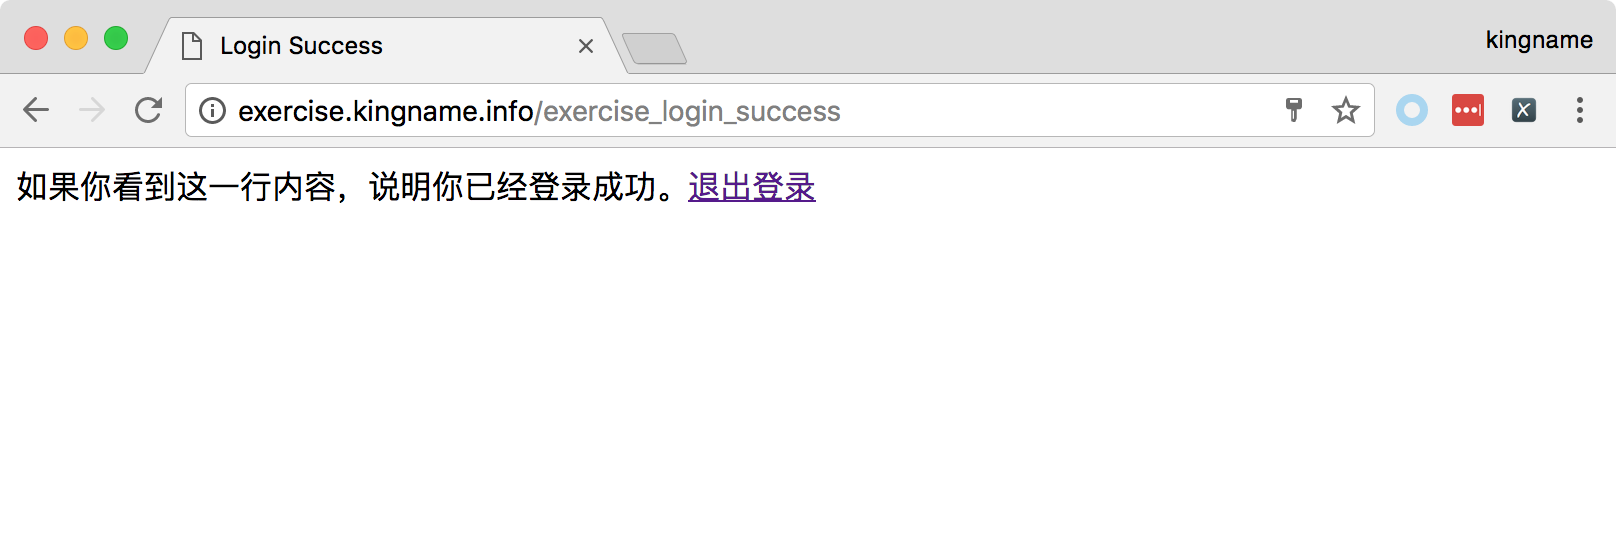 Login Success
kingname
exercise.kingname.info/exercise_login_success
如果你看到这一行内容，说明你已经登录成功。退出登录